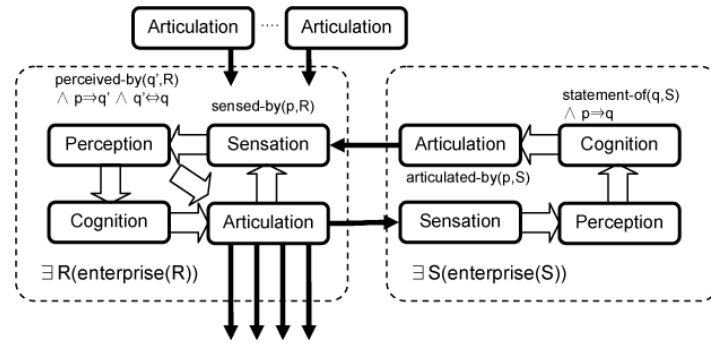 Articulation .... Articulation
perceived-by(q',R)
∧ p⇒q' ∧ q'⇔q
sensed-by(p,R)
statement-of(q,S)
∧ p⇒q
Perception
Sensation
Articulation
Cognition
articulated-by(p,S)
Cognition
Articulation
Sensation
Perception
∃ R(enterprise(R))
∃ S(enterprise(S))